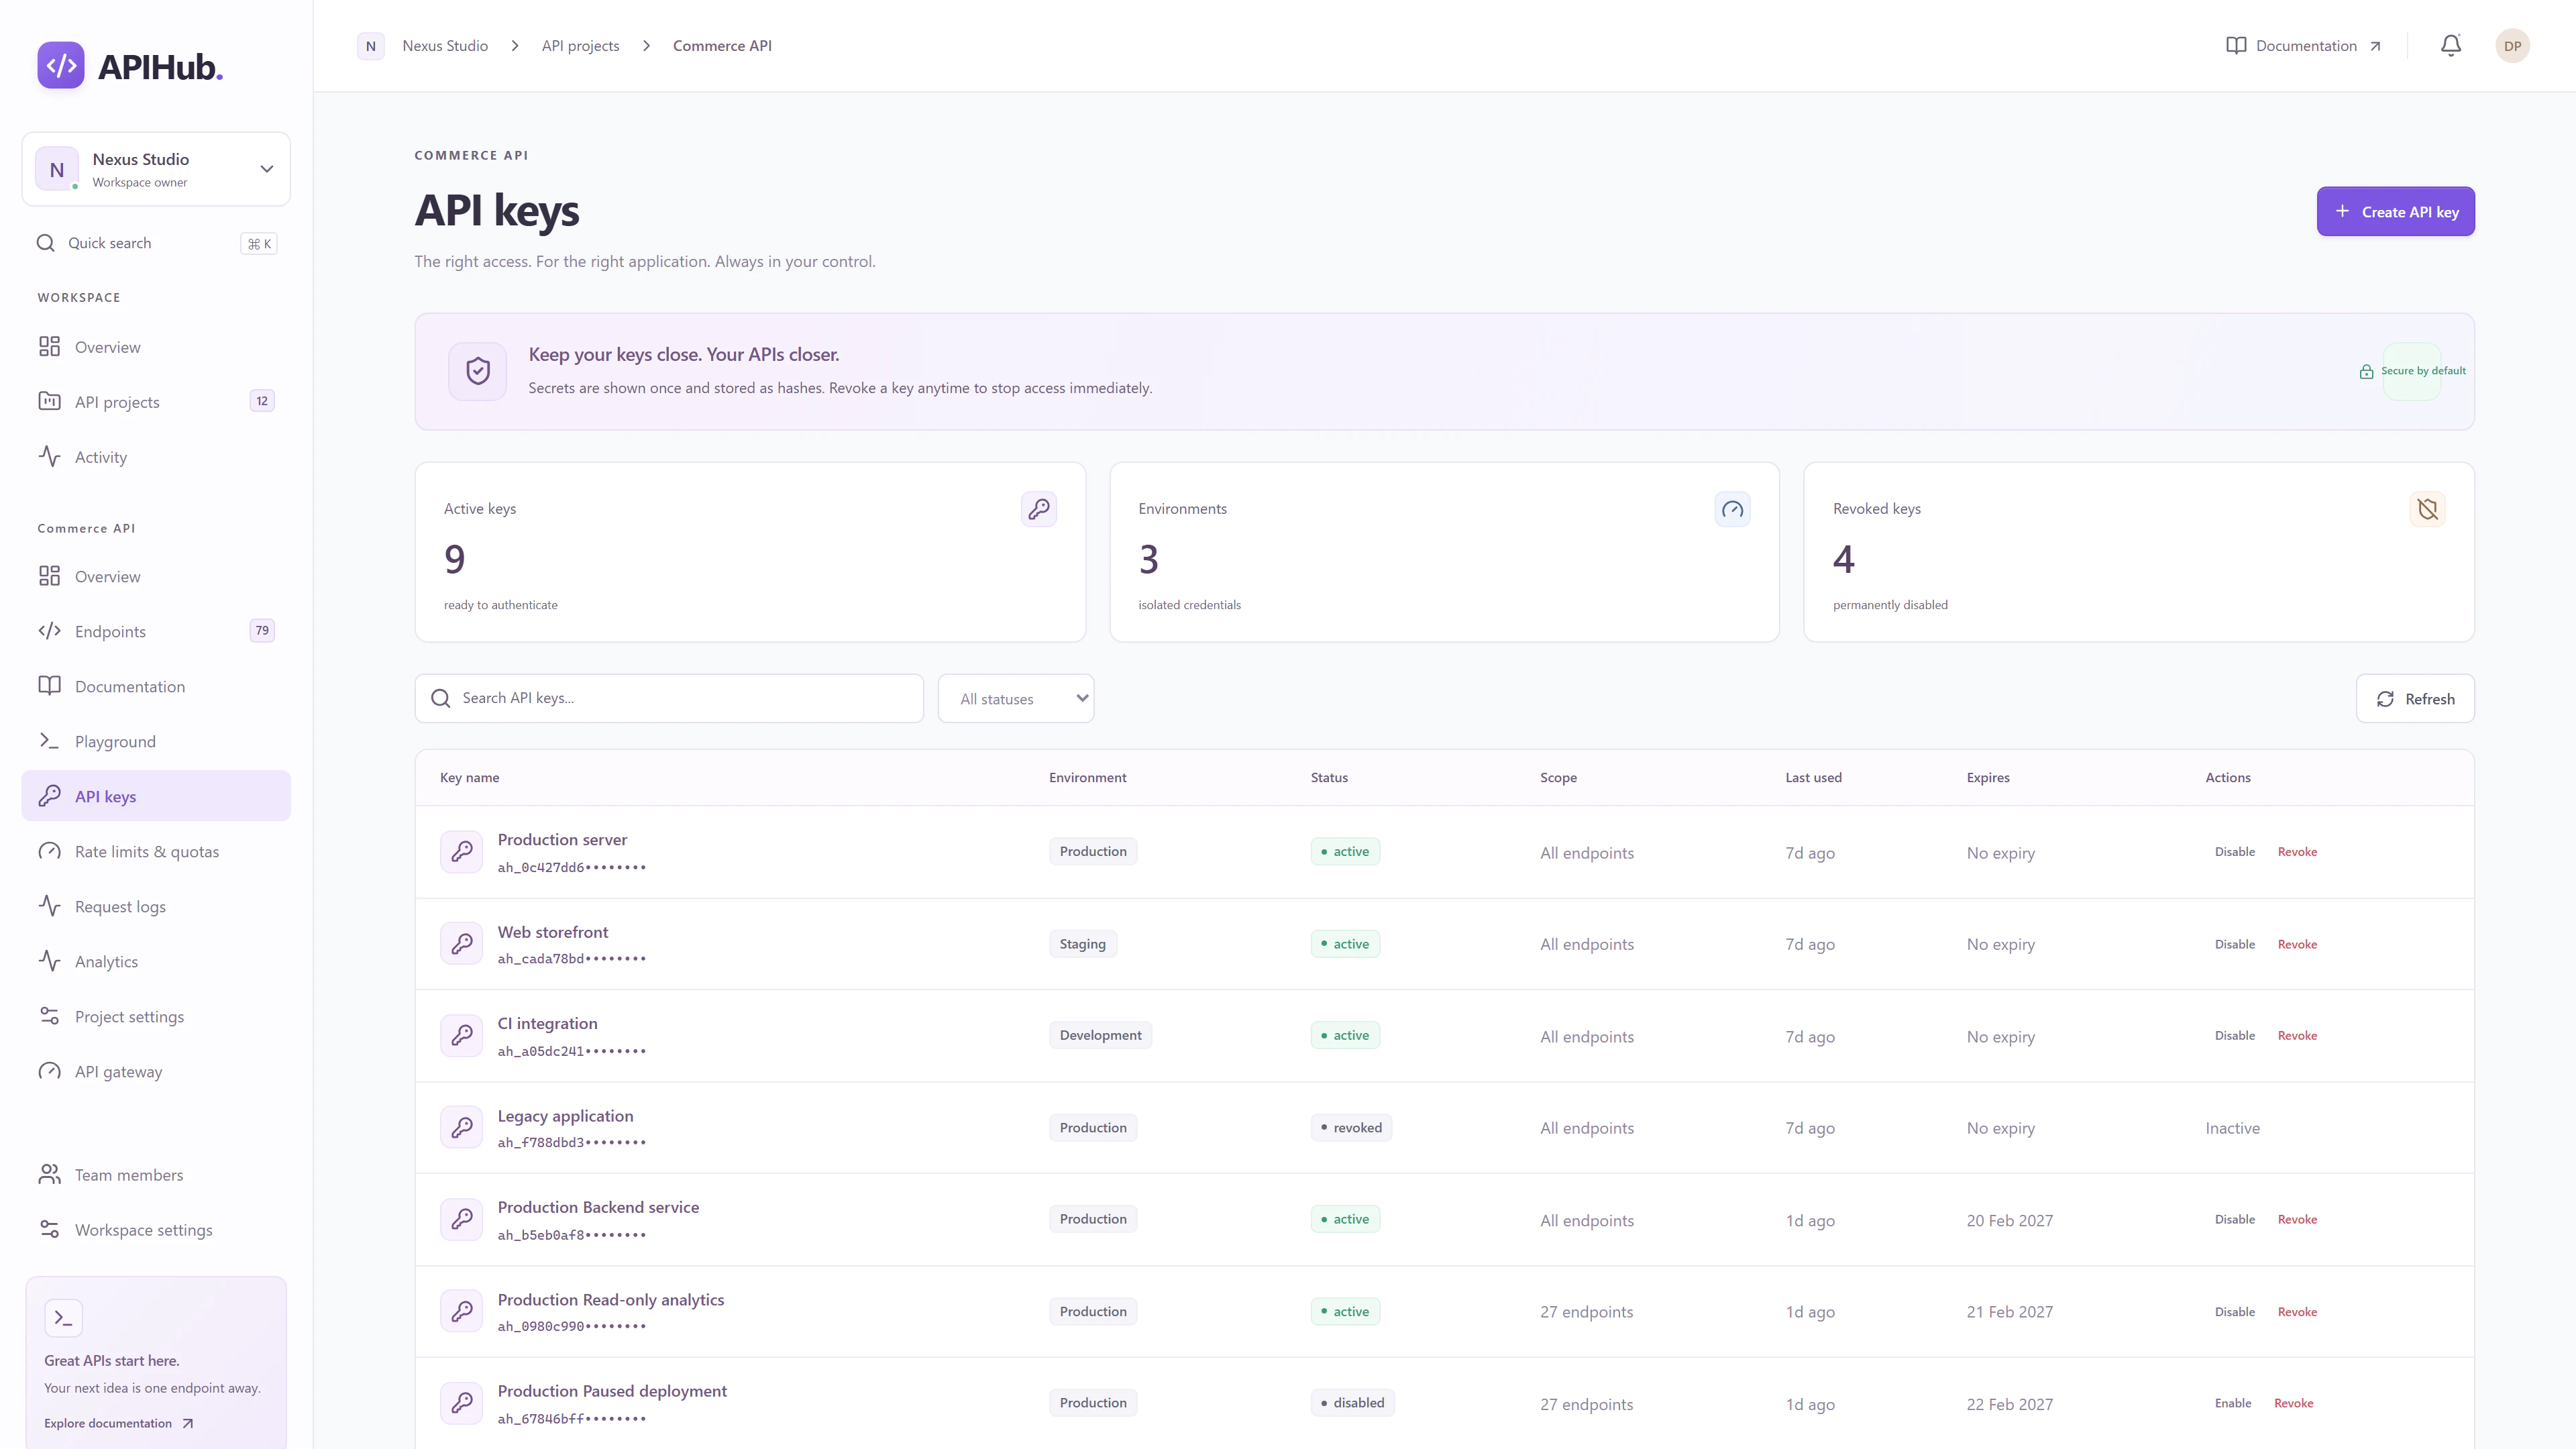 APIHub.
N
Nexus Studio
Workspace owner
Quick search
⌘ K
WORKSPACE
Overview
API projects
12
Activity
Commerce API
Overview
Endpoints
79
Documentation
Playground
API keys
Rate limits & quotas
Request logs
Analytics
Project settings
API gateway
Team members
Workspace settings
Great APIs start here.
Your next idea is one endpoint away.
Explore documentation
N Nexus Studio > API projects > Commerce API
Documentation
DP
COMMERCE API
API keys
The right access. For the right application. Always in your control.
+ Create API key
Keep your keys close. Your APIs closer.
Secrets are shown once and stored as hashes. Revoke a key anytime to stop access immediately.
Secure by default
Active keys
9
ready to authenticate
Environments
3
isolated credentials
Revoked keys
4
permanently disabled
Search API keys...
All statuses
Refresh
Key name Environment Status Scope Last used Expires Actions
Production server
ah_0c427dd6••••••••
Production • active All endpoints 7d ago No expiry Disable Revoke
Web storefront
ah_cada78bd••••••••
Staging • active All endpoints 7d ago No expiry Disable Revoke
CI integration
ah_a05dc241••••••••
Development • active All endpoints 7d ago No expiry Disable Revoke
Legacy application
ah_f788dbd3••••••••
Production • revoked All endpoints 7d ago No expiry Inactive
Production Backend service
ah_b5eb0af8••••••••
Production • active All endpoints 1d ago 20 Feb 2027 Disable Revoke
Production Read-only analytics
ah_0980c990••••••••
Production • active 27 endpoints 1d ago 21 Feb 2027 Disable Revoke
Production Paused deployment
ah_67846bff••••••••
Production • disabled 27 endpoints 1d ago 22 Feb 2027 Enable Revoke